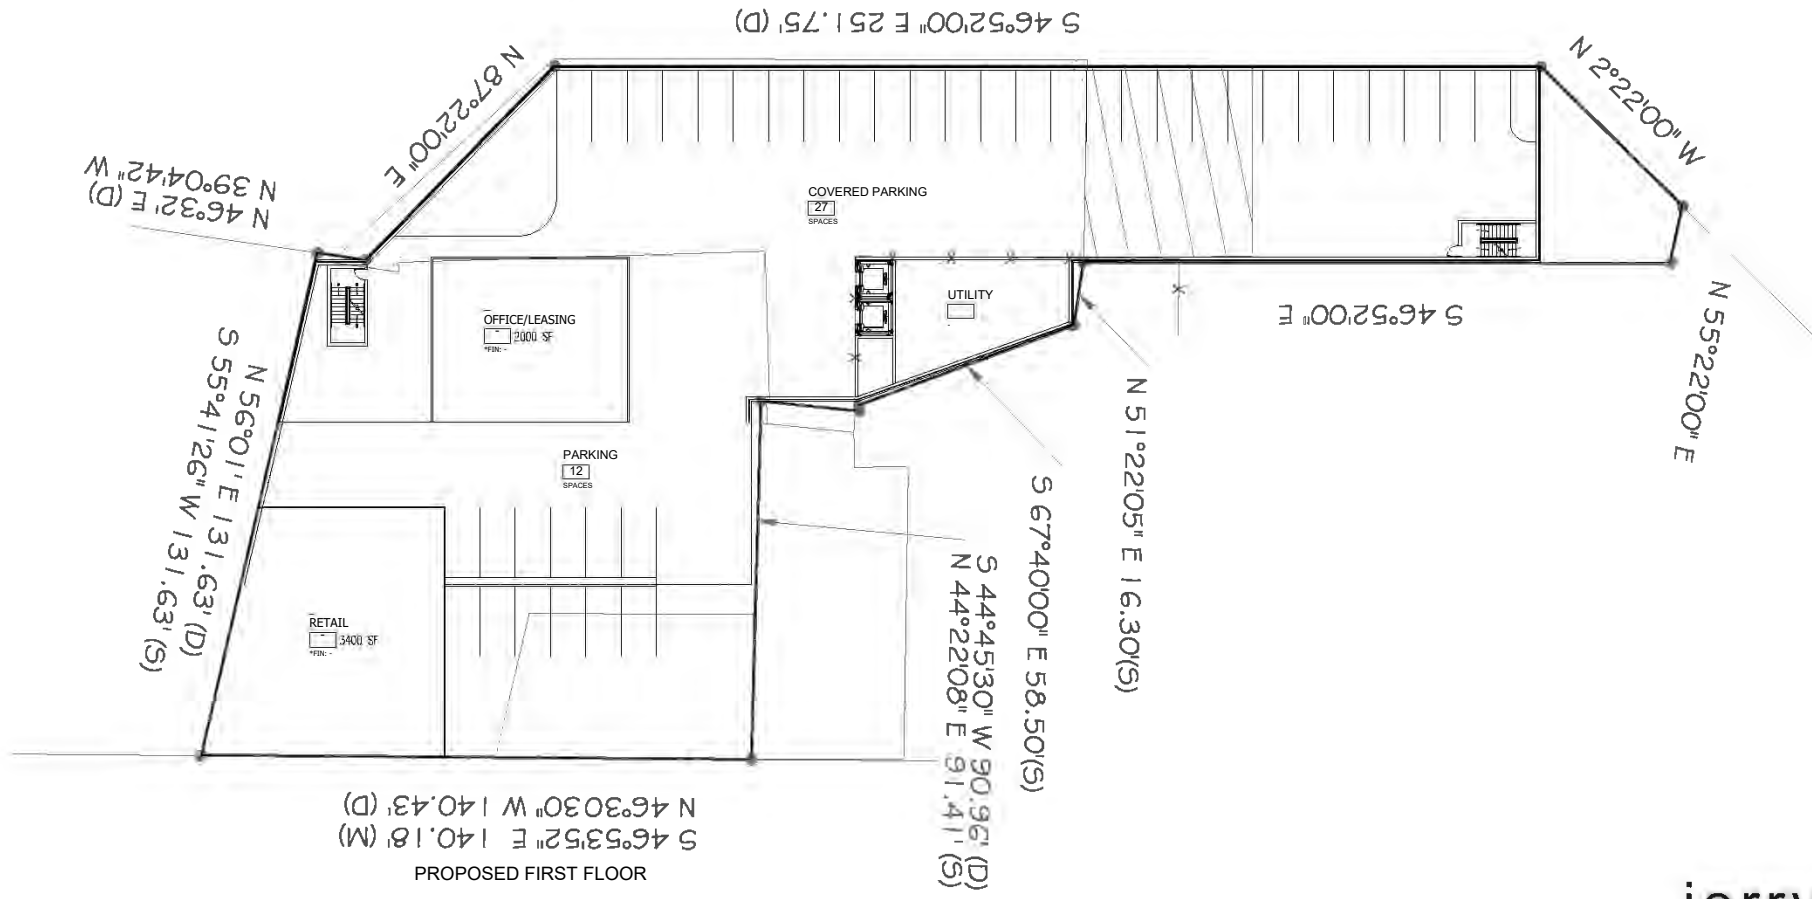 S 46°52'00" E 251.75' (D)
N 87°22'00" E
N 2°22'00" W
N 39°04'42" W
N 46°32' E (D)
COVERED PARKING
27
SPACES
UTILITY
OFFICE/LEASING
-
2000 SF
*FIN: -
S 46°52'00" E
N 55°22'00" E
N 56°01' E 131.63' (D)
S 55°41'26" W 131.63' (S)
N 51°22'05" E 16.30'(S)
PARKING
12
SPACES
S 67°40'00" E 58.50'(S)
S 44°45'30" W 90.96' (D)
N 44°22'08" E 91.41' (S)
RETAIL
-
3400 SF
*FIN: -
N 46°30'30" W 140.43' (D)
S 46°53'52" E 140.18' (M)
PROPOSED FIRST FLOOR